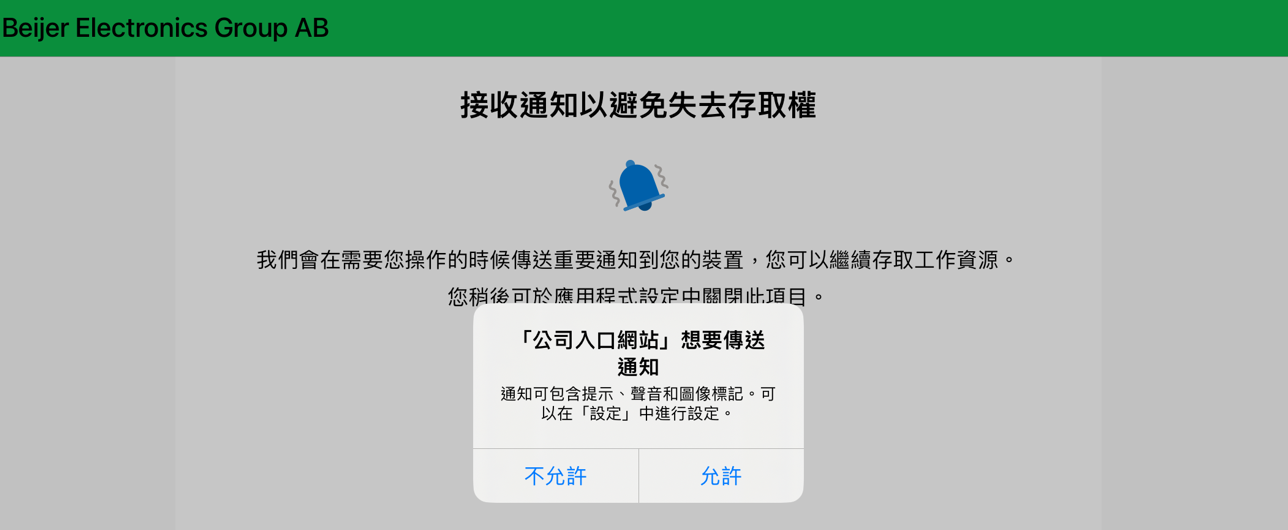 Beijer Electronics Group AB
接收通知以避免失去存取權
我們會在需要您操作的時候傳送重要通知到您的裝置，您可以繼續存取工作資源。
您稍後可於應用程式設定中關閉此項目。
「公司入口網站」想要傳送
通知
通知可包含提示、聲音和圖像標記。可
以在「設定」中進行設定。
不允許
允許